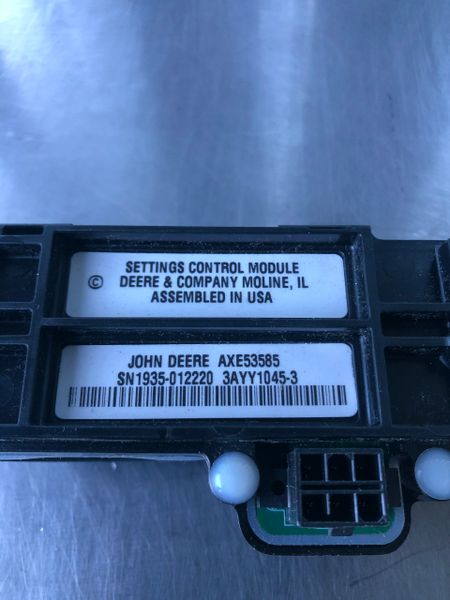 SETTINGS CONTROL MODULE
© DEERE & COMPANY MOLINE, IL
ASSEMBLED IN USA
JOHN DEERE AXE53585
SN1935-012220 3AYY1045-3